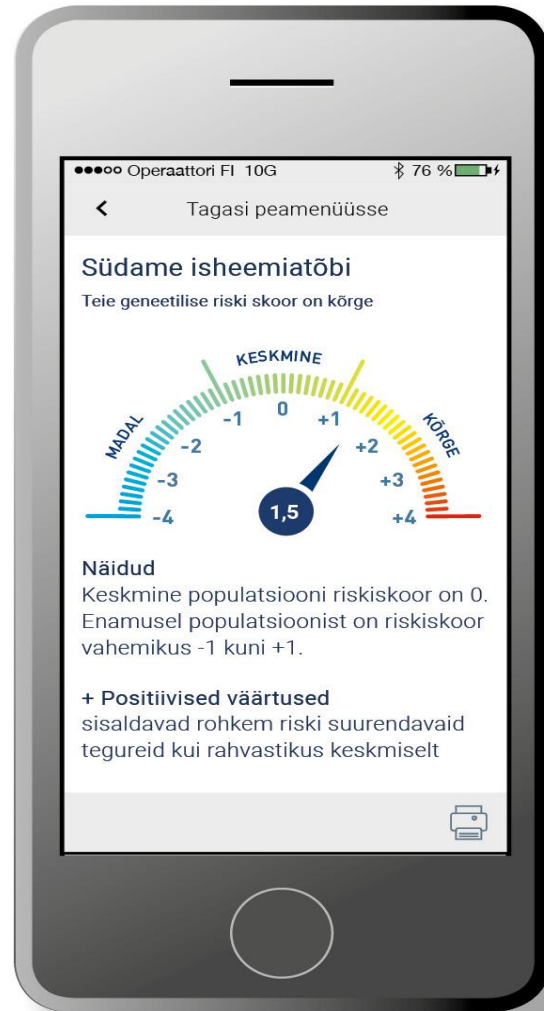 ●●●○○ Operaattori FI 10G 76 %
Tagasi peamenüüsse
Südame isheemiatõbi
Teie geneetilise riski skoor on kõrge
MADAL KESKMINE KÕRGE
-4 -3 -2 -1 0 +1 +2 +3 +4
1,5
Näidud
Keskmine populatsiooni riskiskoor on 0.
Enamusel populatsioonist on riskiskoor
vahemikus -1 kuni +1.
+ Positiivised väärtused
sisaldavad rohkem riski suurendavaid
tegureid kui rahvastikus keskmiselt